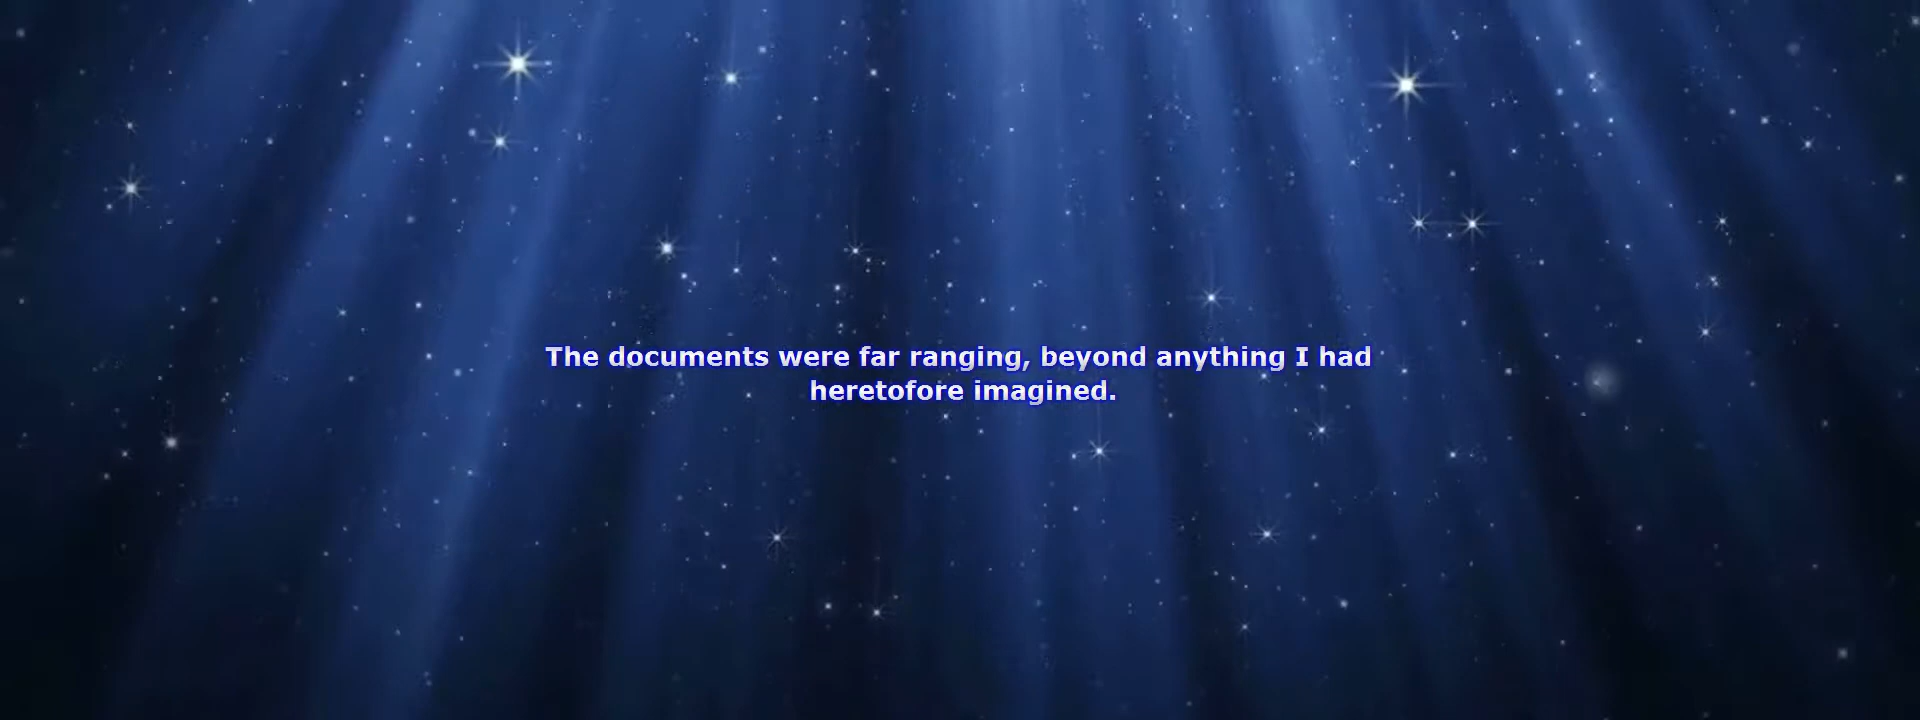 The documents were far ranging, beyond anything I had
heretofore imagined.